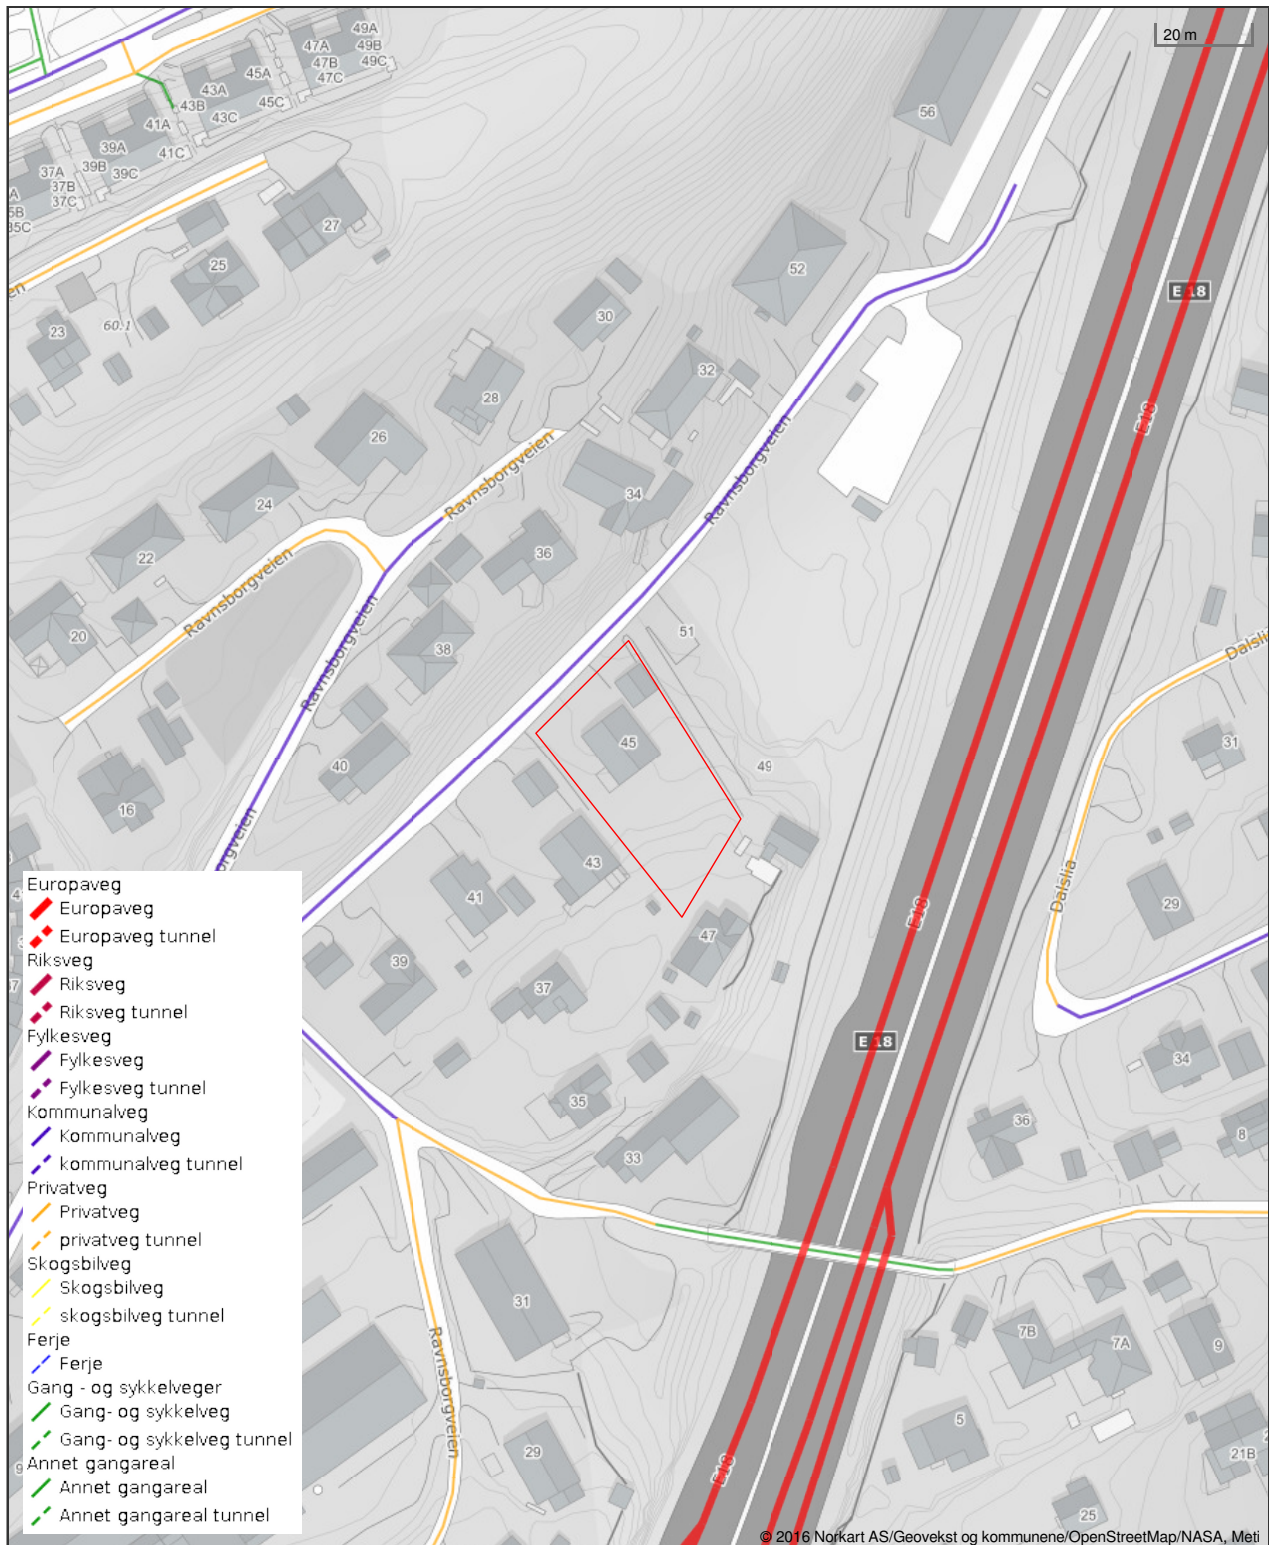 20 m
49A
49B
49C
47A
47B
47C
45A
45C
43A
43B
43C
41A
41C
39A
39B
39C
37A
37B
37C
A
5B
35C
56
27
25
52
E 18
23
60.1
30
32
28
E18
26
Ravnsborgveien
Ravnsborgveien
24
34
36
22
Ravnsborgveien
20
51
38
Ravnsborgveien
Dalslia
45
31
40
49
16
orgveien
43
Dalslia
41
29
E18
47
39
37
E 18
34
35
36
8
33
31
7B
7A
9
Ravnsborgveien
5
29
21B
E18
25
Europaveg
Europaveg
Europaveg tunnel
Riksveg
Riksveg
Riksveg tunnel
Fylkesveg
Fylkesveg
Fylkesveg tunnel
Kommunalveg
Kommunalveg
kommunalveg tunnel
Privatveg
Privatveg
privatveg tunnel
Skogsbilveg
Skogsbilveg
skogsbilveg tunnel
Ferje
Ferje
Gang - og sykkelveger
Gang- og sykkelveg
Gang- og sykkelveg tunnel
Annet gangareal
Annet gangareal
Annet gangareal tunnel
© 2016 Norkart AS/Geovekst og kommunene/OpenStreetMap/NASA, Meti